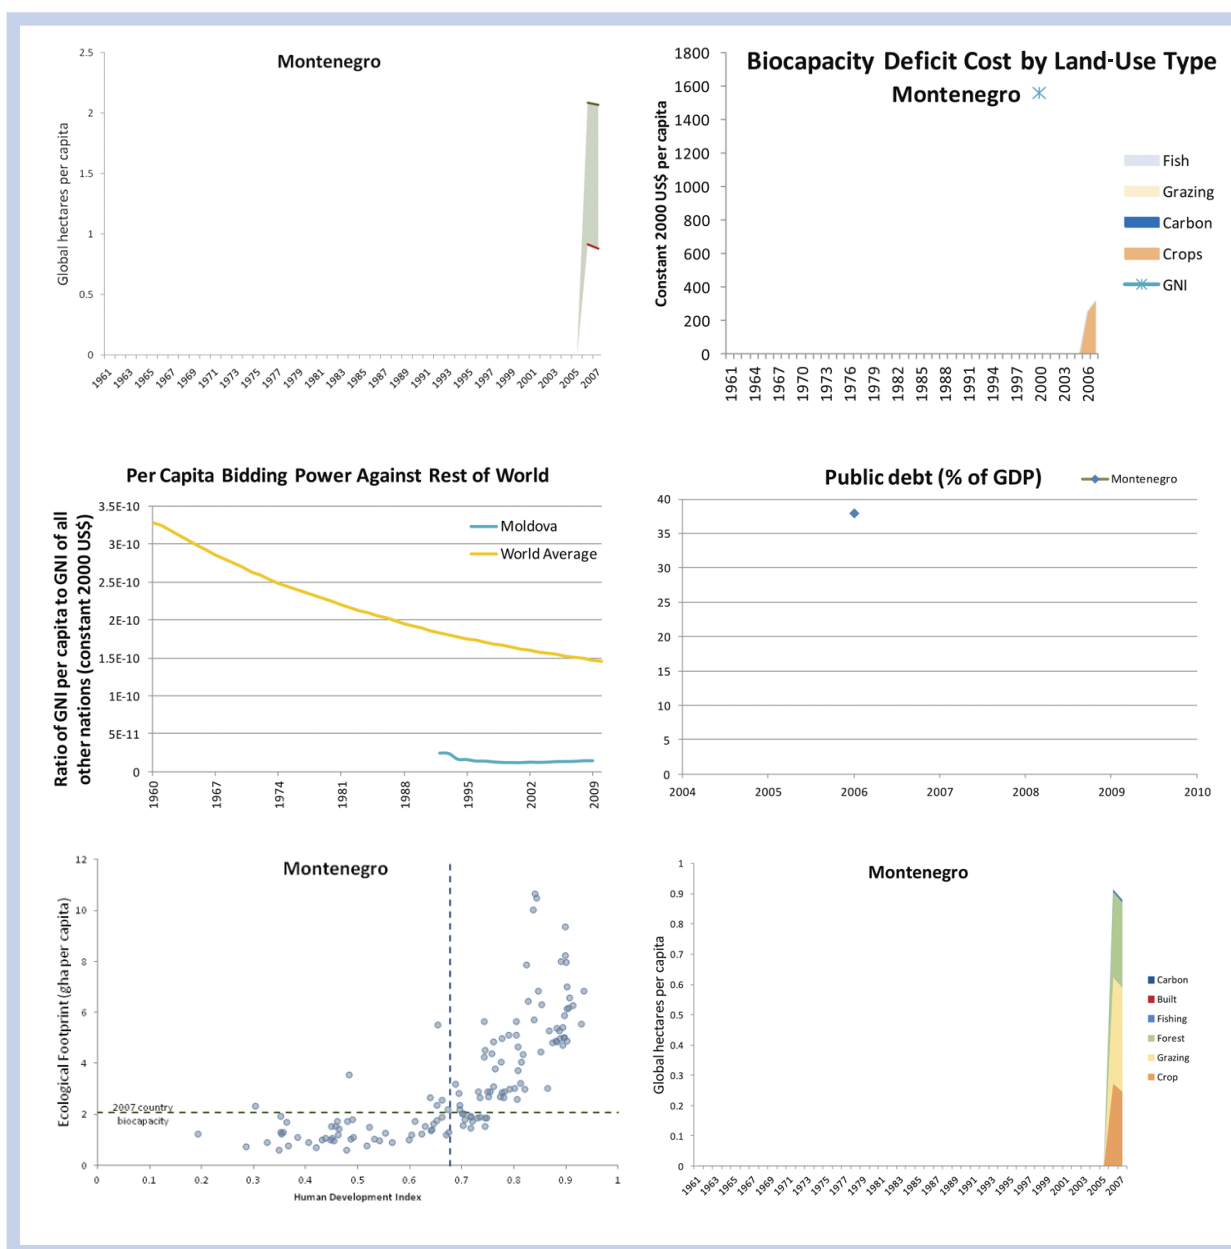 Montenegro
Global hectares per capita
2.5
2
1.5
1
0.5
0
1961 1963 1965 1967 1969 1971 1973 1975 1977 1979 1981 1983 1985 1987 1989 1991 1993 1995 1997 1999 2001 2003 2005 2007
Biocapacity Deficit Cost by Land-Use Type
Montenegro
Constant 2000 US$ per capita
1800
1600
1400
1200
1000
800
600
400
200
0
1961 1964 1967 1970 1973 1976 1979 1982 1985 1988 1991 1994 1997 2000 2003 2006
Fish
Grazing
Carbon
Crops
GNI
Per Capita Bidding Power Against Rest of World
Ratio of GNI per capita to GNI of all
other nations (constant 2000 US$)
3.5E-10
3E-10
2.5E-10
2E-10
1.5E-10
1E-10
5E-11
0
1960 1967 1974 1981 1988 1995 2002 2009
Moldova
World Average
Public debt (% of GDP)
Montenegro
40
35
30
25
20
15
10
5
0
2004 2005 2006 2007 2008 2009 2010
Montenegro
Ecological Footprint (gha per capita)
12
10
8
6
4
2
0
2007 country
biocapacity
0 0.1 0.2 0.3 0.4 0.5 0.6 0.7 0.8 0.9 1
Human Development Index
Montenegro
Global hectares per capita
1
0.9
0.8
0.7
0.6
0.5
0.4
0.3
0.2
0.1
0
1961 1963 1965 1967 1969 1971 1973 1975 1977 1979 1981 1983 1985 1987 1989 1991 1993 1995 1997 1999 2001 2003 2005 2007
Carbon
Built
Fishing
Forest
Grazing
Crop